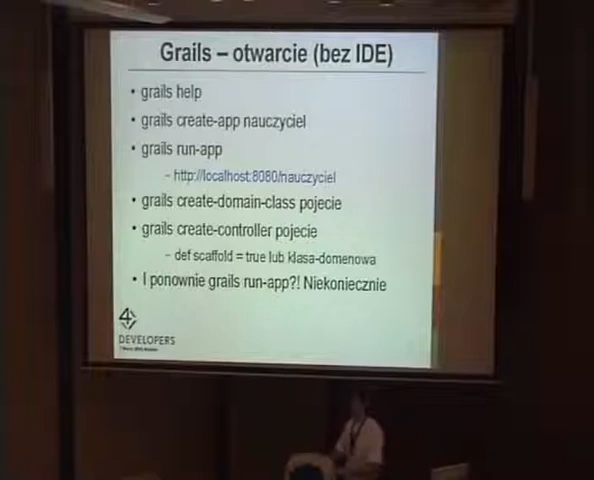 Grails – otwarcie (bez IDE)
• grails help
• grails create-app nauczyciel
• grails run-app
– http://localhost:8080/nauczyciel
• grails create-domain-class pojecie
• grails create-controller pojecie
– def scaffold = true lub klasa-domenowa
• I ponownie grails run-app?! Niekoniecznie
4
DEVELOPERS